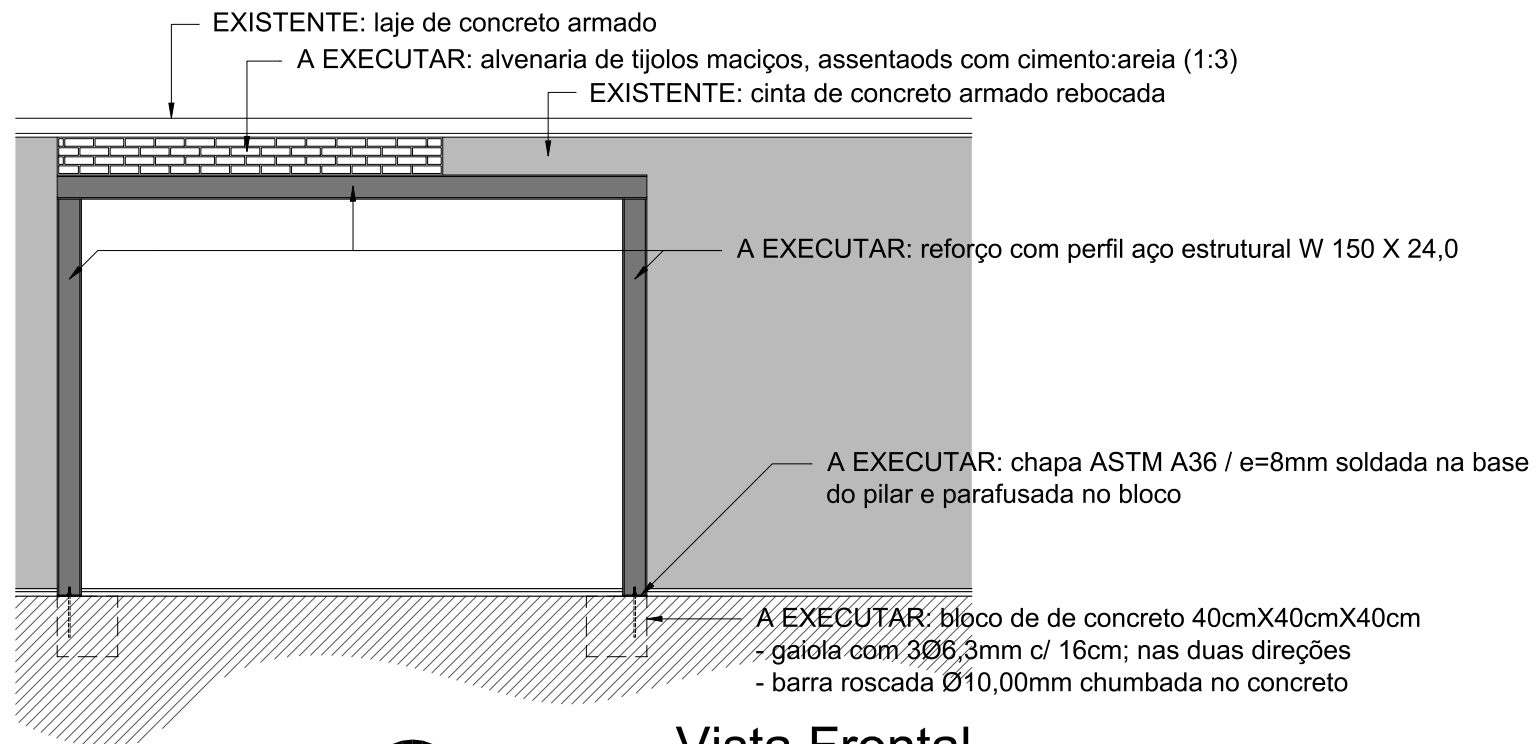 EXISTENTE: laje de concreto armado
A EXECUTAR: alvenaria de tijolos maciços, assentaods com cimento:areia (1:3)
EXISTENTE: cinta de concreto armado rebocada
A EXECUTAR: reforço com perfil aço estrutural W 150 X 24,0
A EXECUTAR: chapa ASTM A36 / e=8mm soldada na base
do pilar e parafusada no bloco
A EXECUTAR: bloco de de concreto 40cmX40cmX40cm
- gaiola com 3Ø6,3mm c/ 16cm; nas duas direções
- barra roscada Ø10,00mm chumbada no concreto
Vista Frontal